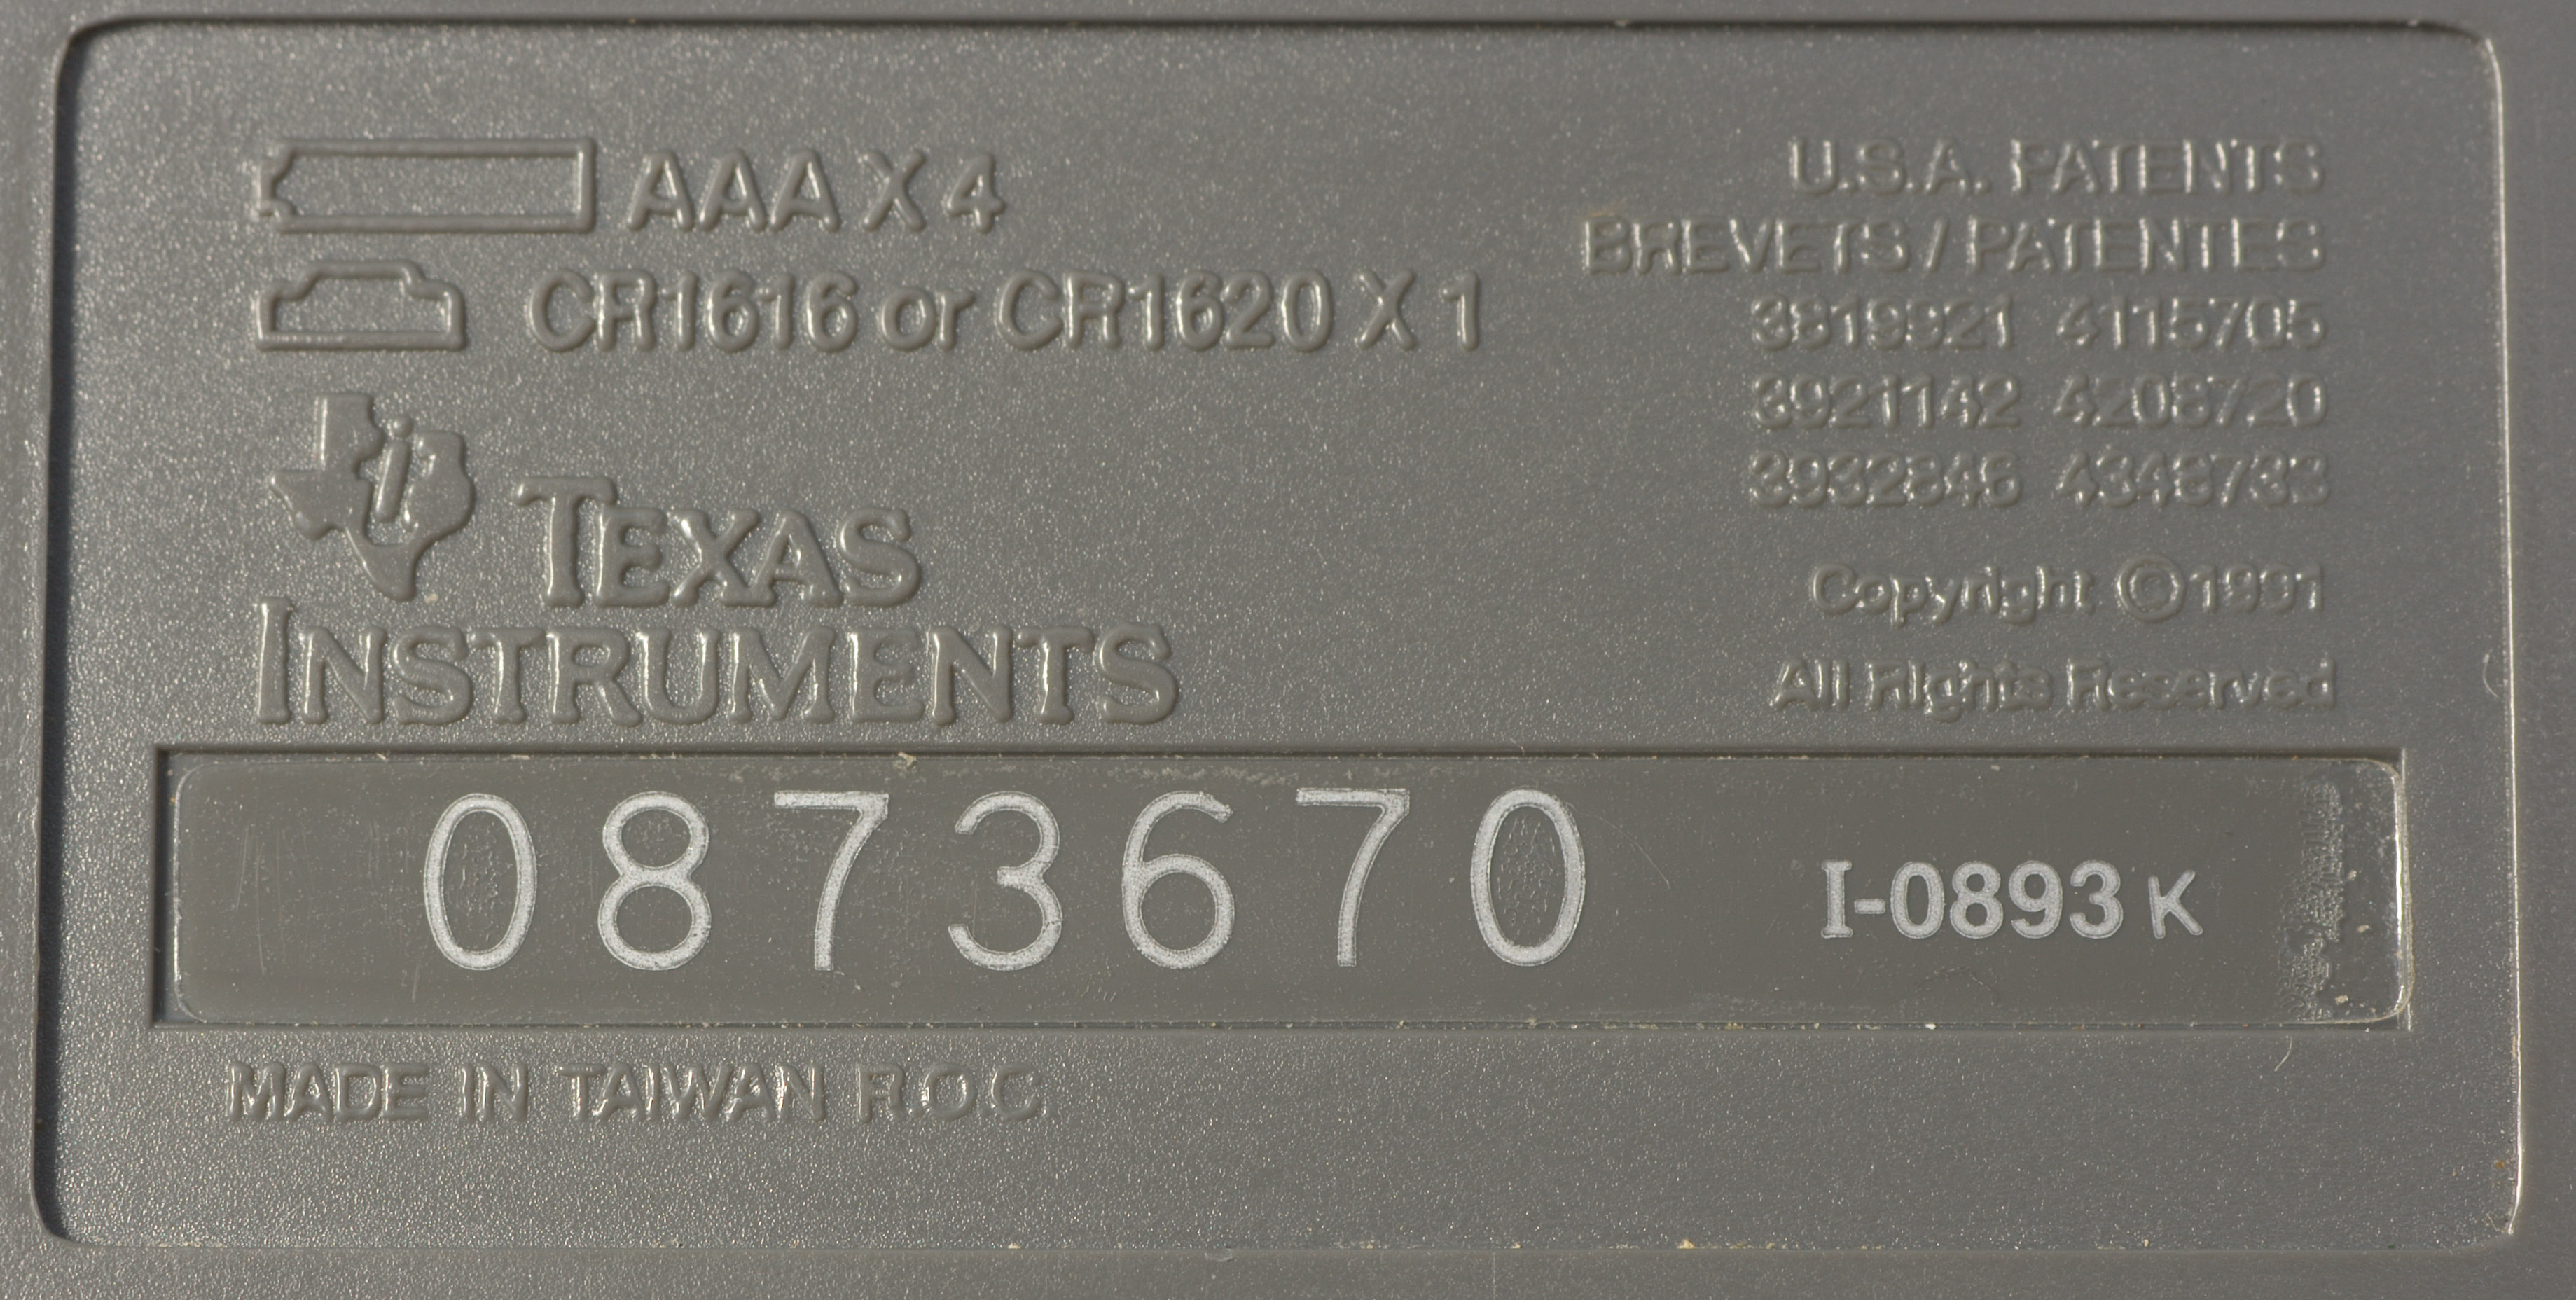 AAA X 4
CR1616 or CR1620 X 1
TEXAS
INSTRUMENTS
U.S.A. PATENTS
BREVETS / PATENTES
3819921 4115705
3921142 4208720
3932846 4348733
Copyright ©1991
All Rights Reserved
0873670 I-0893 K
MADE IN TAIWAN R.O.C.